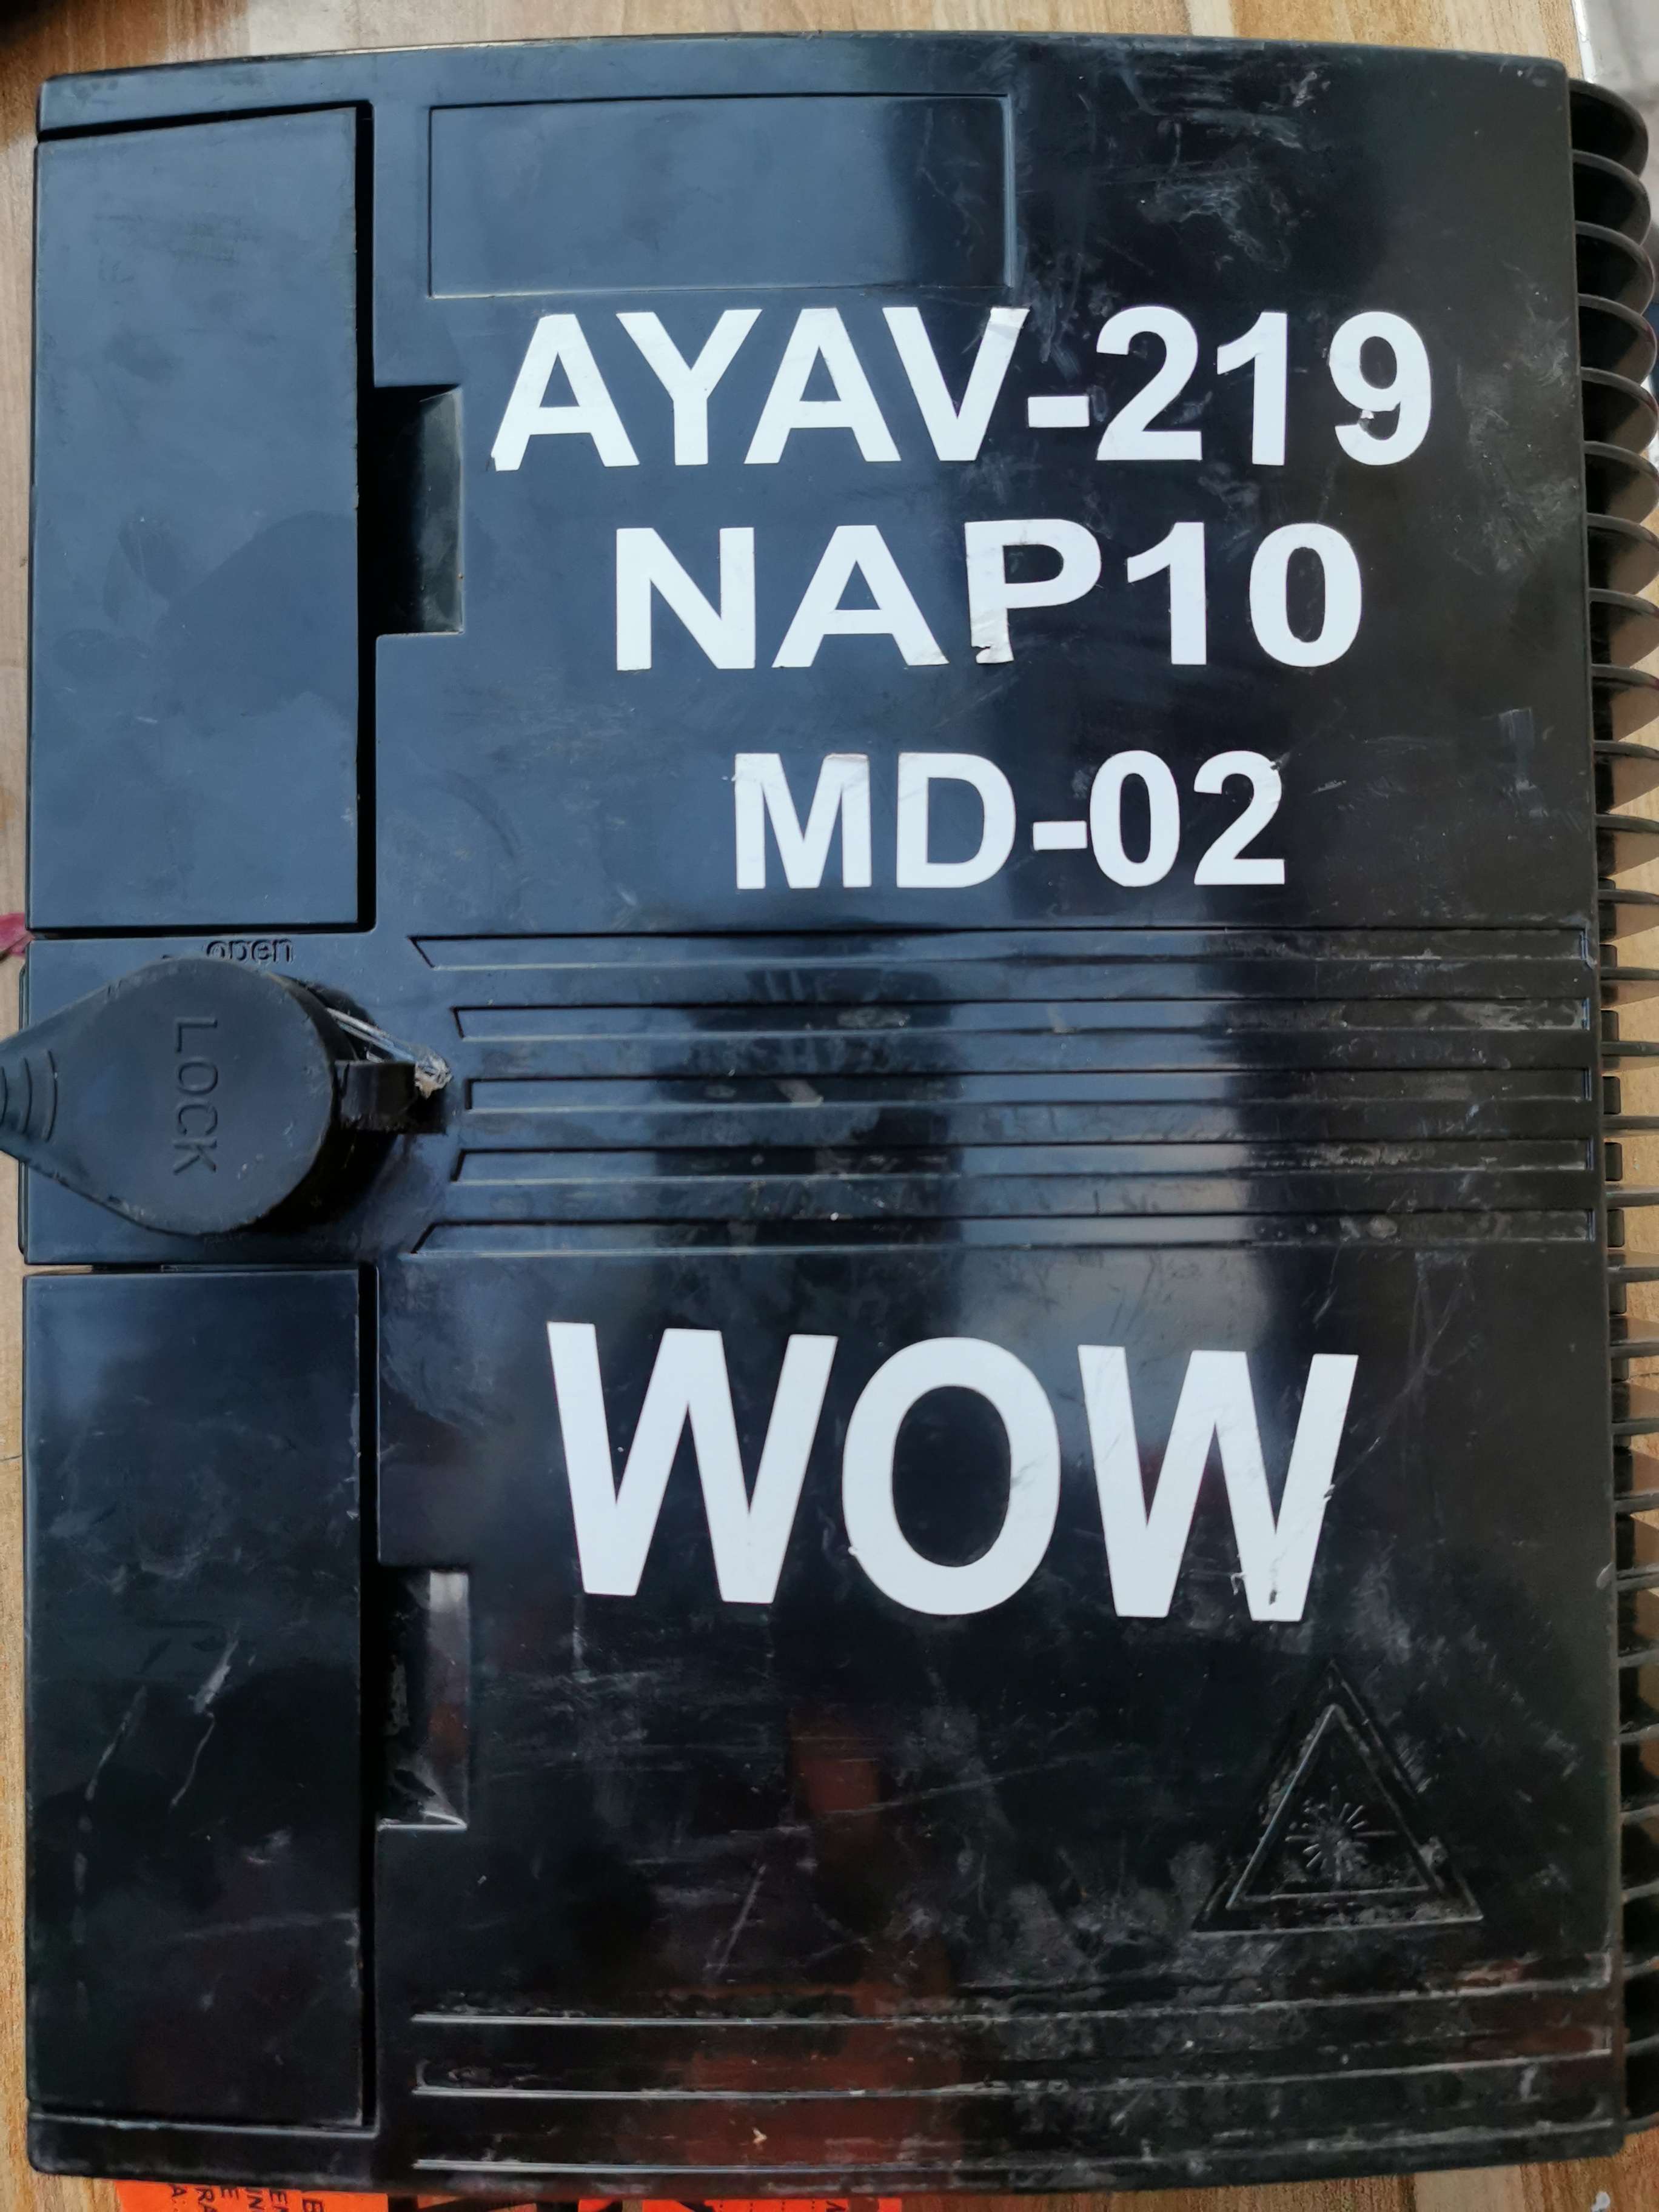 AYAV-219
NAP10
MD-02
open
LOCK
WOW